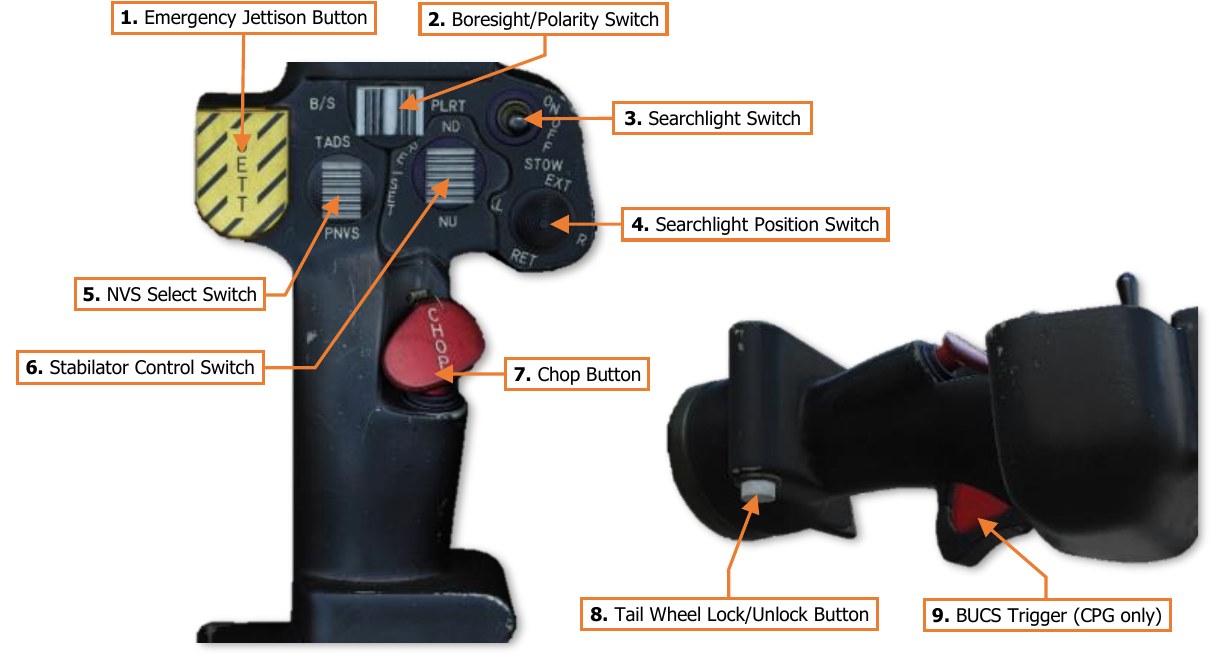 1. Emergency Jettison Button
2. Boresight/Polarity Switch
B/S
PLRT
ON
OFF
3. Searchlight Switch
ND
TADS
RESET
STOW
EXT
JETT
L
4. Searchlight Position Switch
NU
R
PNVS
RET
5. NVS Select Switch
CHOP
6. Stabilator Control Switch
7. Chop Button
8. Tail Wheel Lock/Unlock Button
9. BUCS Trigger (CPG only)